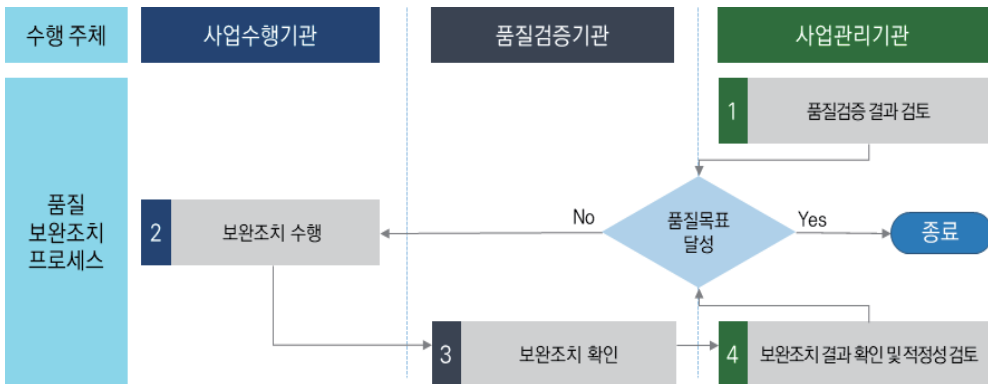 수행 주체
사업수행기관
품질검증기관
사업관리기관
품질
보완조치
프로세스
1
품질검증 결과 검토
품질목표
달성
No
Yes
종료
2
보완조치 수행
3
보완조치 확인
4
보완조치 결과 확인 및 적정성 검토